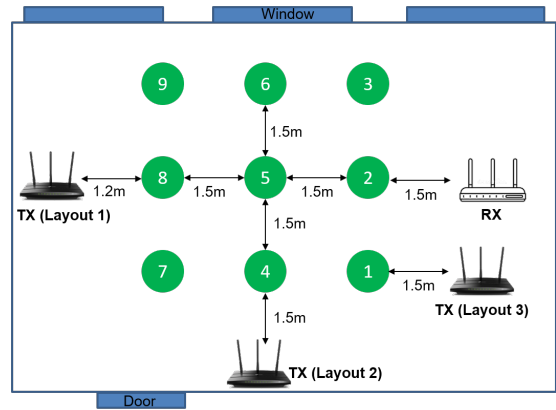 Window
9
6
3
1.5m
TX (Layout 1)
1.2m
8
1.5m
5
1.5m
2
1.5m
RX
1.5m
7
4
1
1.5m
TX (Layout 3)
1.5m
TX (Layout 2)
Door